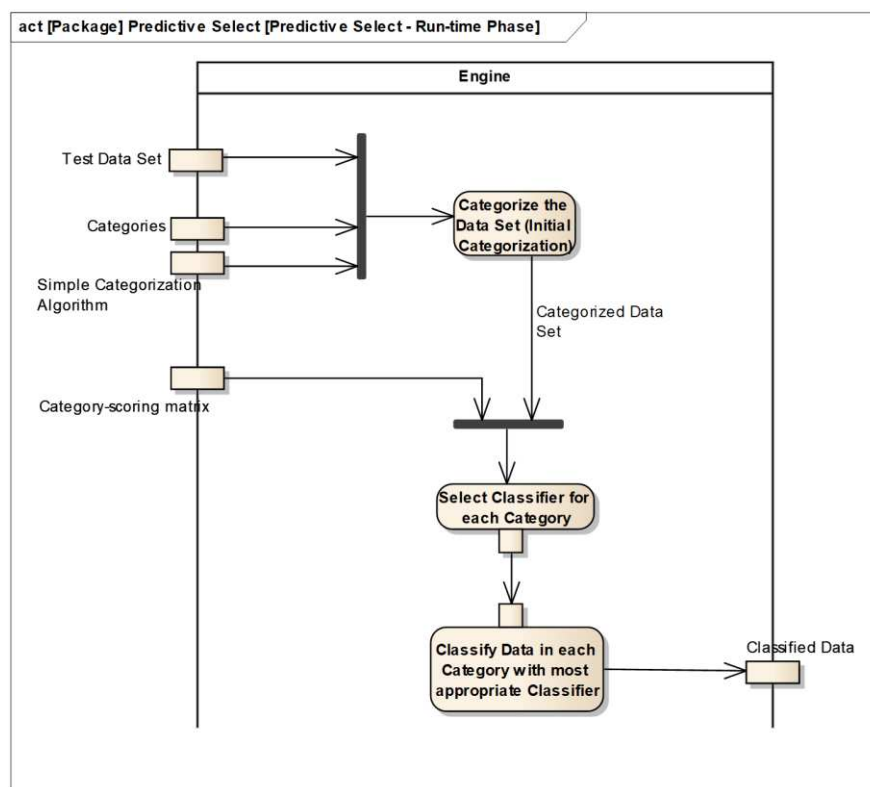 act [Package] Predictive Select [Predictive Select - Run-time Phase]
Engine
Test Data Set
Categories
Simple Categorization
Algorithm
Categorize the
Data Set (Initial
Categorization)
Categorized Data
Set
Category-scoring matrix
Select Classifier for
each Category
Classify Data in each
Category with most
appropriate Classifier
Classified Data